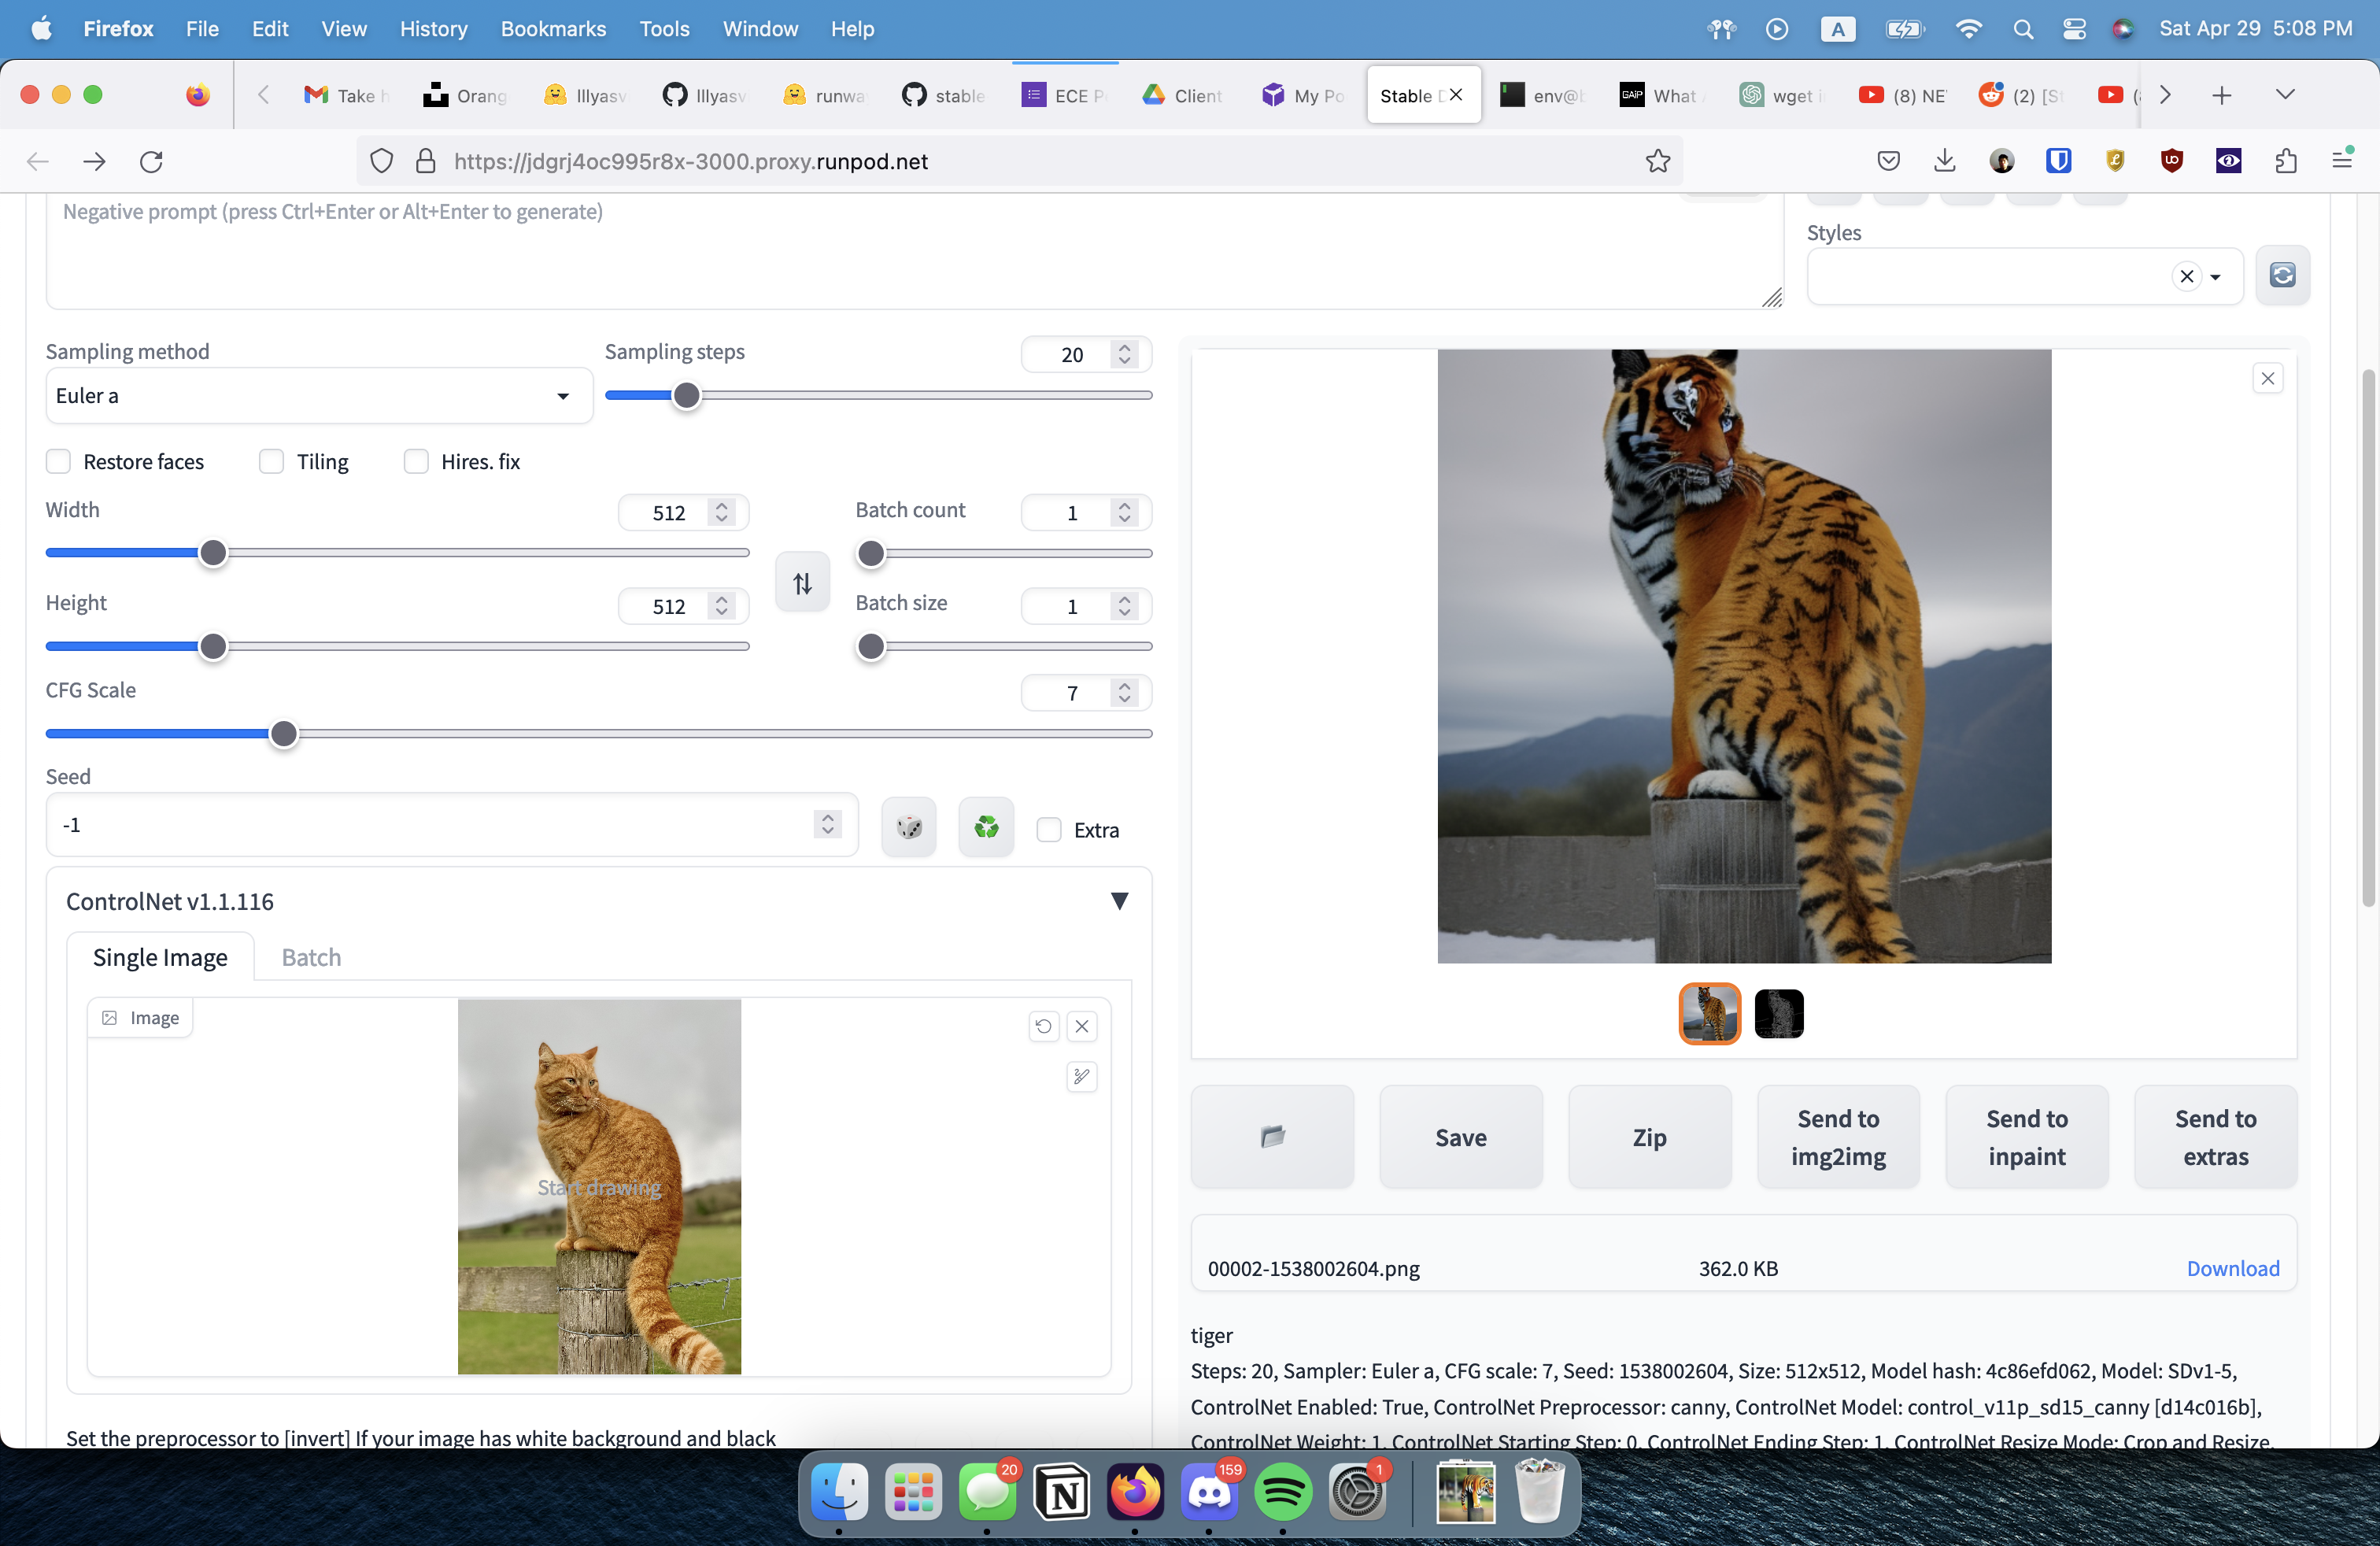 Firefox File Edit View History Bookmarks Tools Window Help
A Sat Apr 29 5:08 PM
Take h Orang Illyasv Illyasv runwa stable ECE P Client My Po Stable D env@b GAIP What wget i (8) NE (2) [St
https://jdgrj4oc995r8x-3000.proxy.runpod.net
Negative prompt (press Ctrl+Enter or Alt+Enter to generate)
Styles
Sampling method
Sampling steps
20
Euler a
Restore faces
Tiling
Hires. fix
Width
512
Batch count
1
Height
512
Batch size
1
CFG Scale
7
Seed
-1
Extra
ControlNet v1.1.116
Single Image
Batch
Image
Start drawing
Set the preprocessor to [invert] If your image has white background and black
Save
Zip
Send to
img2img
Send to
inpaint
Send to
extras
00002-1538002604.png
362.0 KB
Download
tiger
Steps: 20, Sampler: Euler a, CFG scale: 7, Seed: 1538002604, Size: 512x512, Model hash: 4c86efd062, Model: SDv1-5,
ControlNet Enabled: True, ControlNet Preprocessor: canny, ControlNet Model: control_v11p_sd15_canny [d14c016b],
ControlNet Weight: 1, ControlNet Starting Step: 0, ControlNet Ending Step: 1, ControlNet Resize Mode: Crop and Resize,
20
159
1